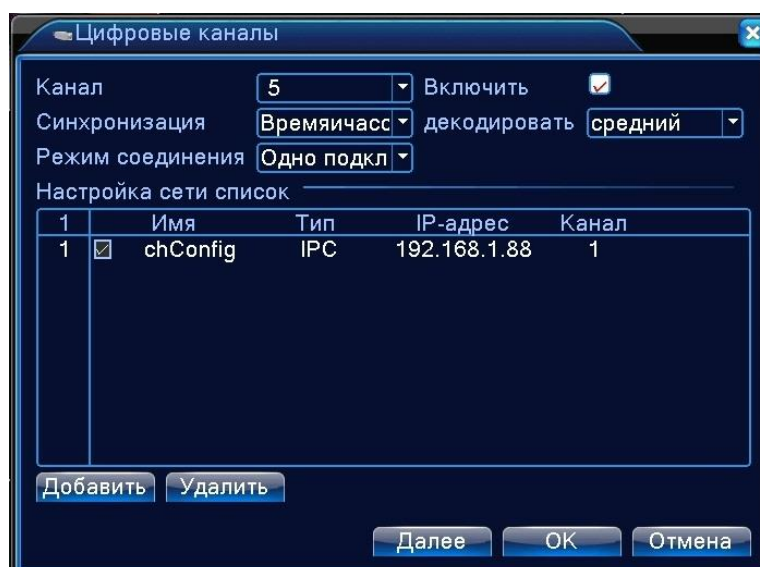 Цифровые каналы
Канал 5 Включить
Синхронизация Времяичасс декодировать средний
Режим соединения Одно подкл
Настройка сети список
1 Имя Тип IP-адрес Канал
1 chConfig IPC 192.168.1.88 1
Добавить Удалить
Далее OK Отмена